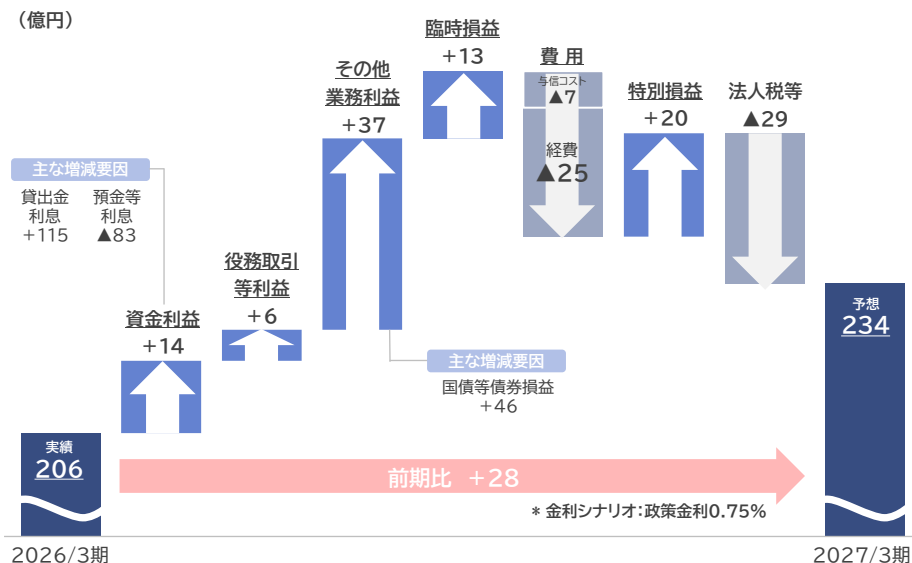 （億円）
臨時損益
+13
その他
業務利益
+37
費 用
与信コスト
▲7
経費
▲25
特別損益
+20
法人税等
▲29
主な増減要因
貸出金
利息
+115
預金等
利息
▲83
役務取引
等利益
+6
資金利益
+14
主な増減要因
国債等債券損益
+46
予想
234
実績
206
前期比 +28
* 金利シナリオ：政策金利0.75%
2026/3期
2027/3期